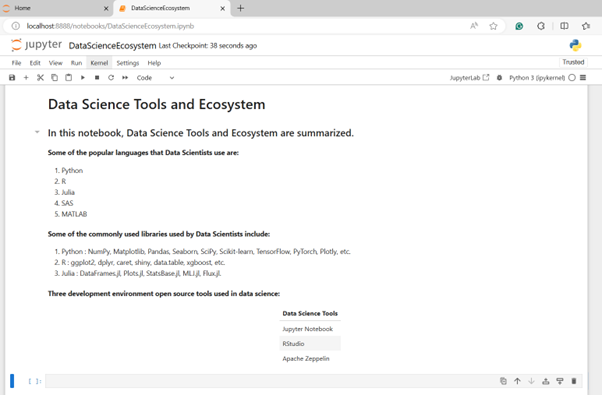 Home
DataScienceEcosystem
localhost:8888/notebooks/DataScienceEcosystem.ipynb
jupyter DataScienceEcosystem Last Checkpoint: 38 seconds ago
File Edit View Run Kernel Settings Help
Trusted
Code
JupyterLab
Python 3 (ipykernel)
Data Science Tools and Ecosystem
In this notebook, Data Science Tools and Ecosystem are summarized.
Some of the popular languages that Data Scientists use are:
1. Python
2. R
3. Julia
4. SAS
5. MATLAB
Some of the commonly used libraries used by Data Scientists include:
1. Python : NumPy, Matplotlib, Pandas, Seaborn, SciPy, Scikit-learn, TensorFlow, PyTorch, Plotly, etc.
2. R : ggplot2, dplyr, caret, shiny, data.table, xgboost, etc.
3. Julia : DataFrames.jl, Plots.jl, StatsBase.jl, MLJ.jl, Flux.jl.
Three development environment open source tools used in data science:
Data Science Tools
Jupyter Notebook
RStudio
Apache Zeppelin
[ ]: